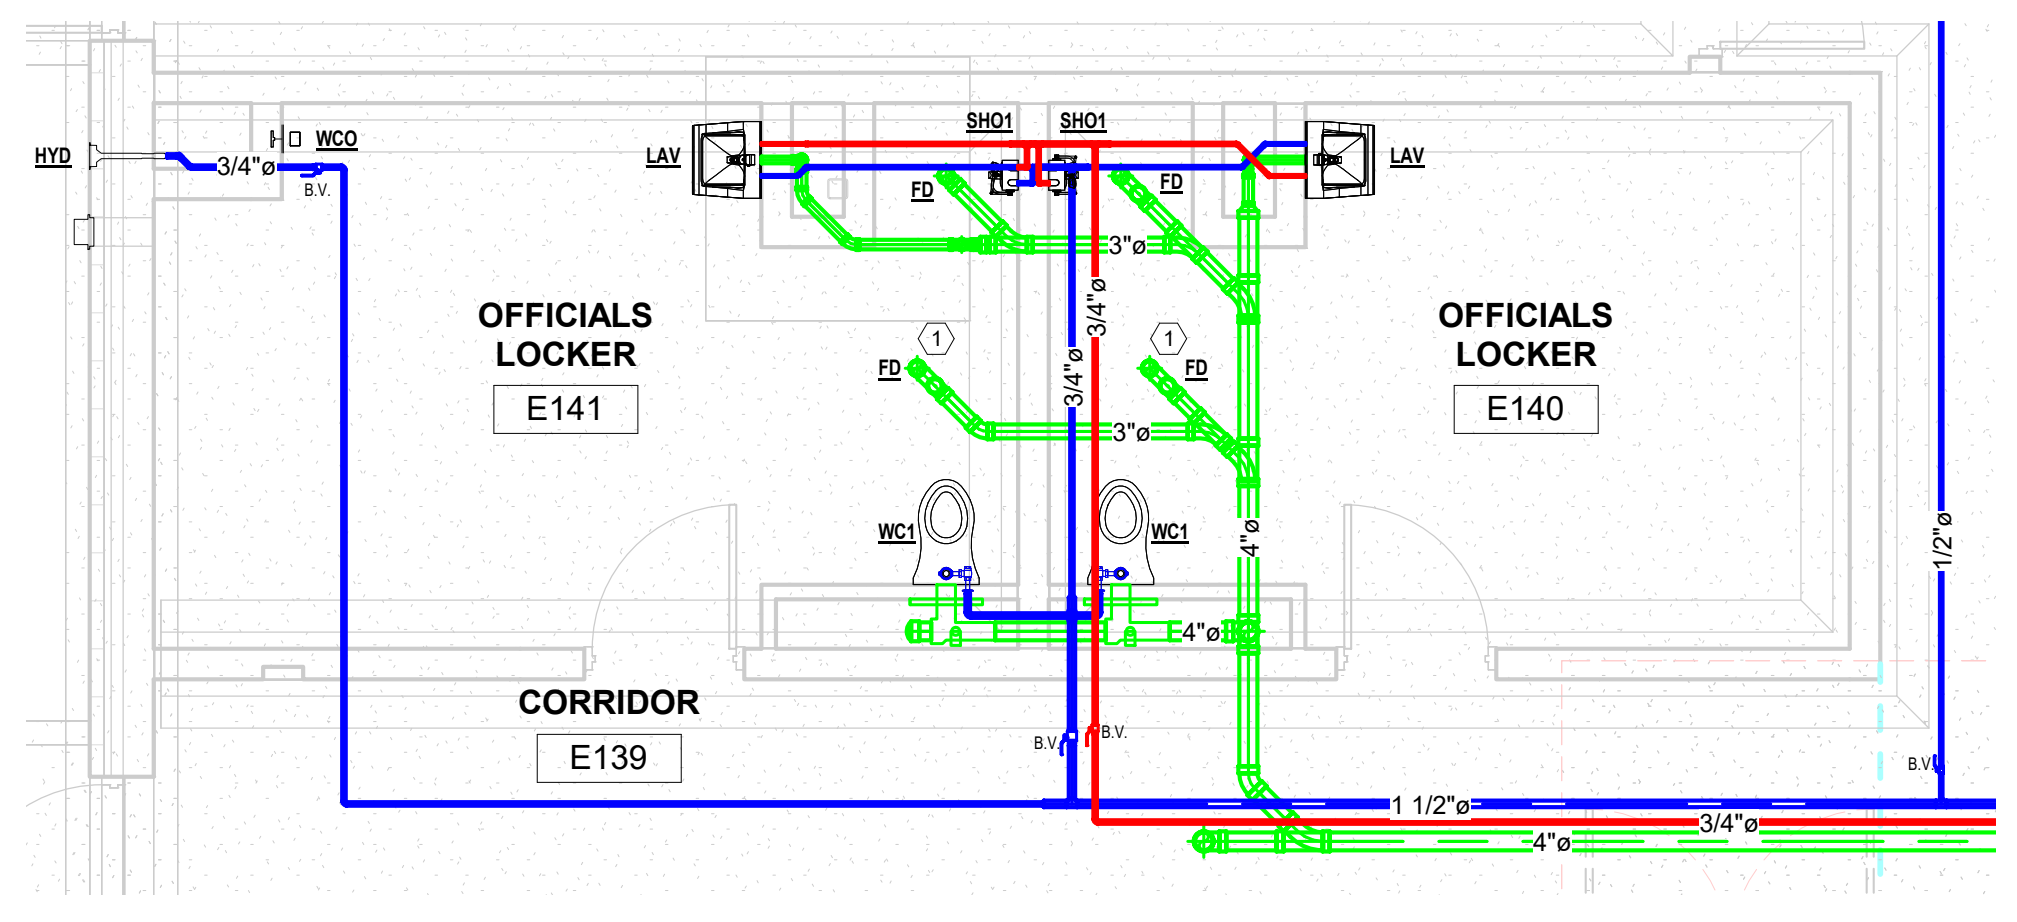 SHO1
SHO1
WCO
HYD
3/4"ø
B.V.
LAV
LAV
FD
FD
3"ø
OFFICIALS
LOCKER
E141
OFFICIALS
LOCKER
E140
3/4"ø
3/4"ø
1
1
FD
FD
3"ø
WC1
WC1
4"ø
1/2"ø
4"ø
CORRIDOR
E139
B.V.
B.V.
B.V.
1 1/2"ø
3/4"ø
4"ø